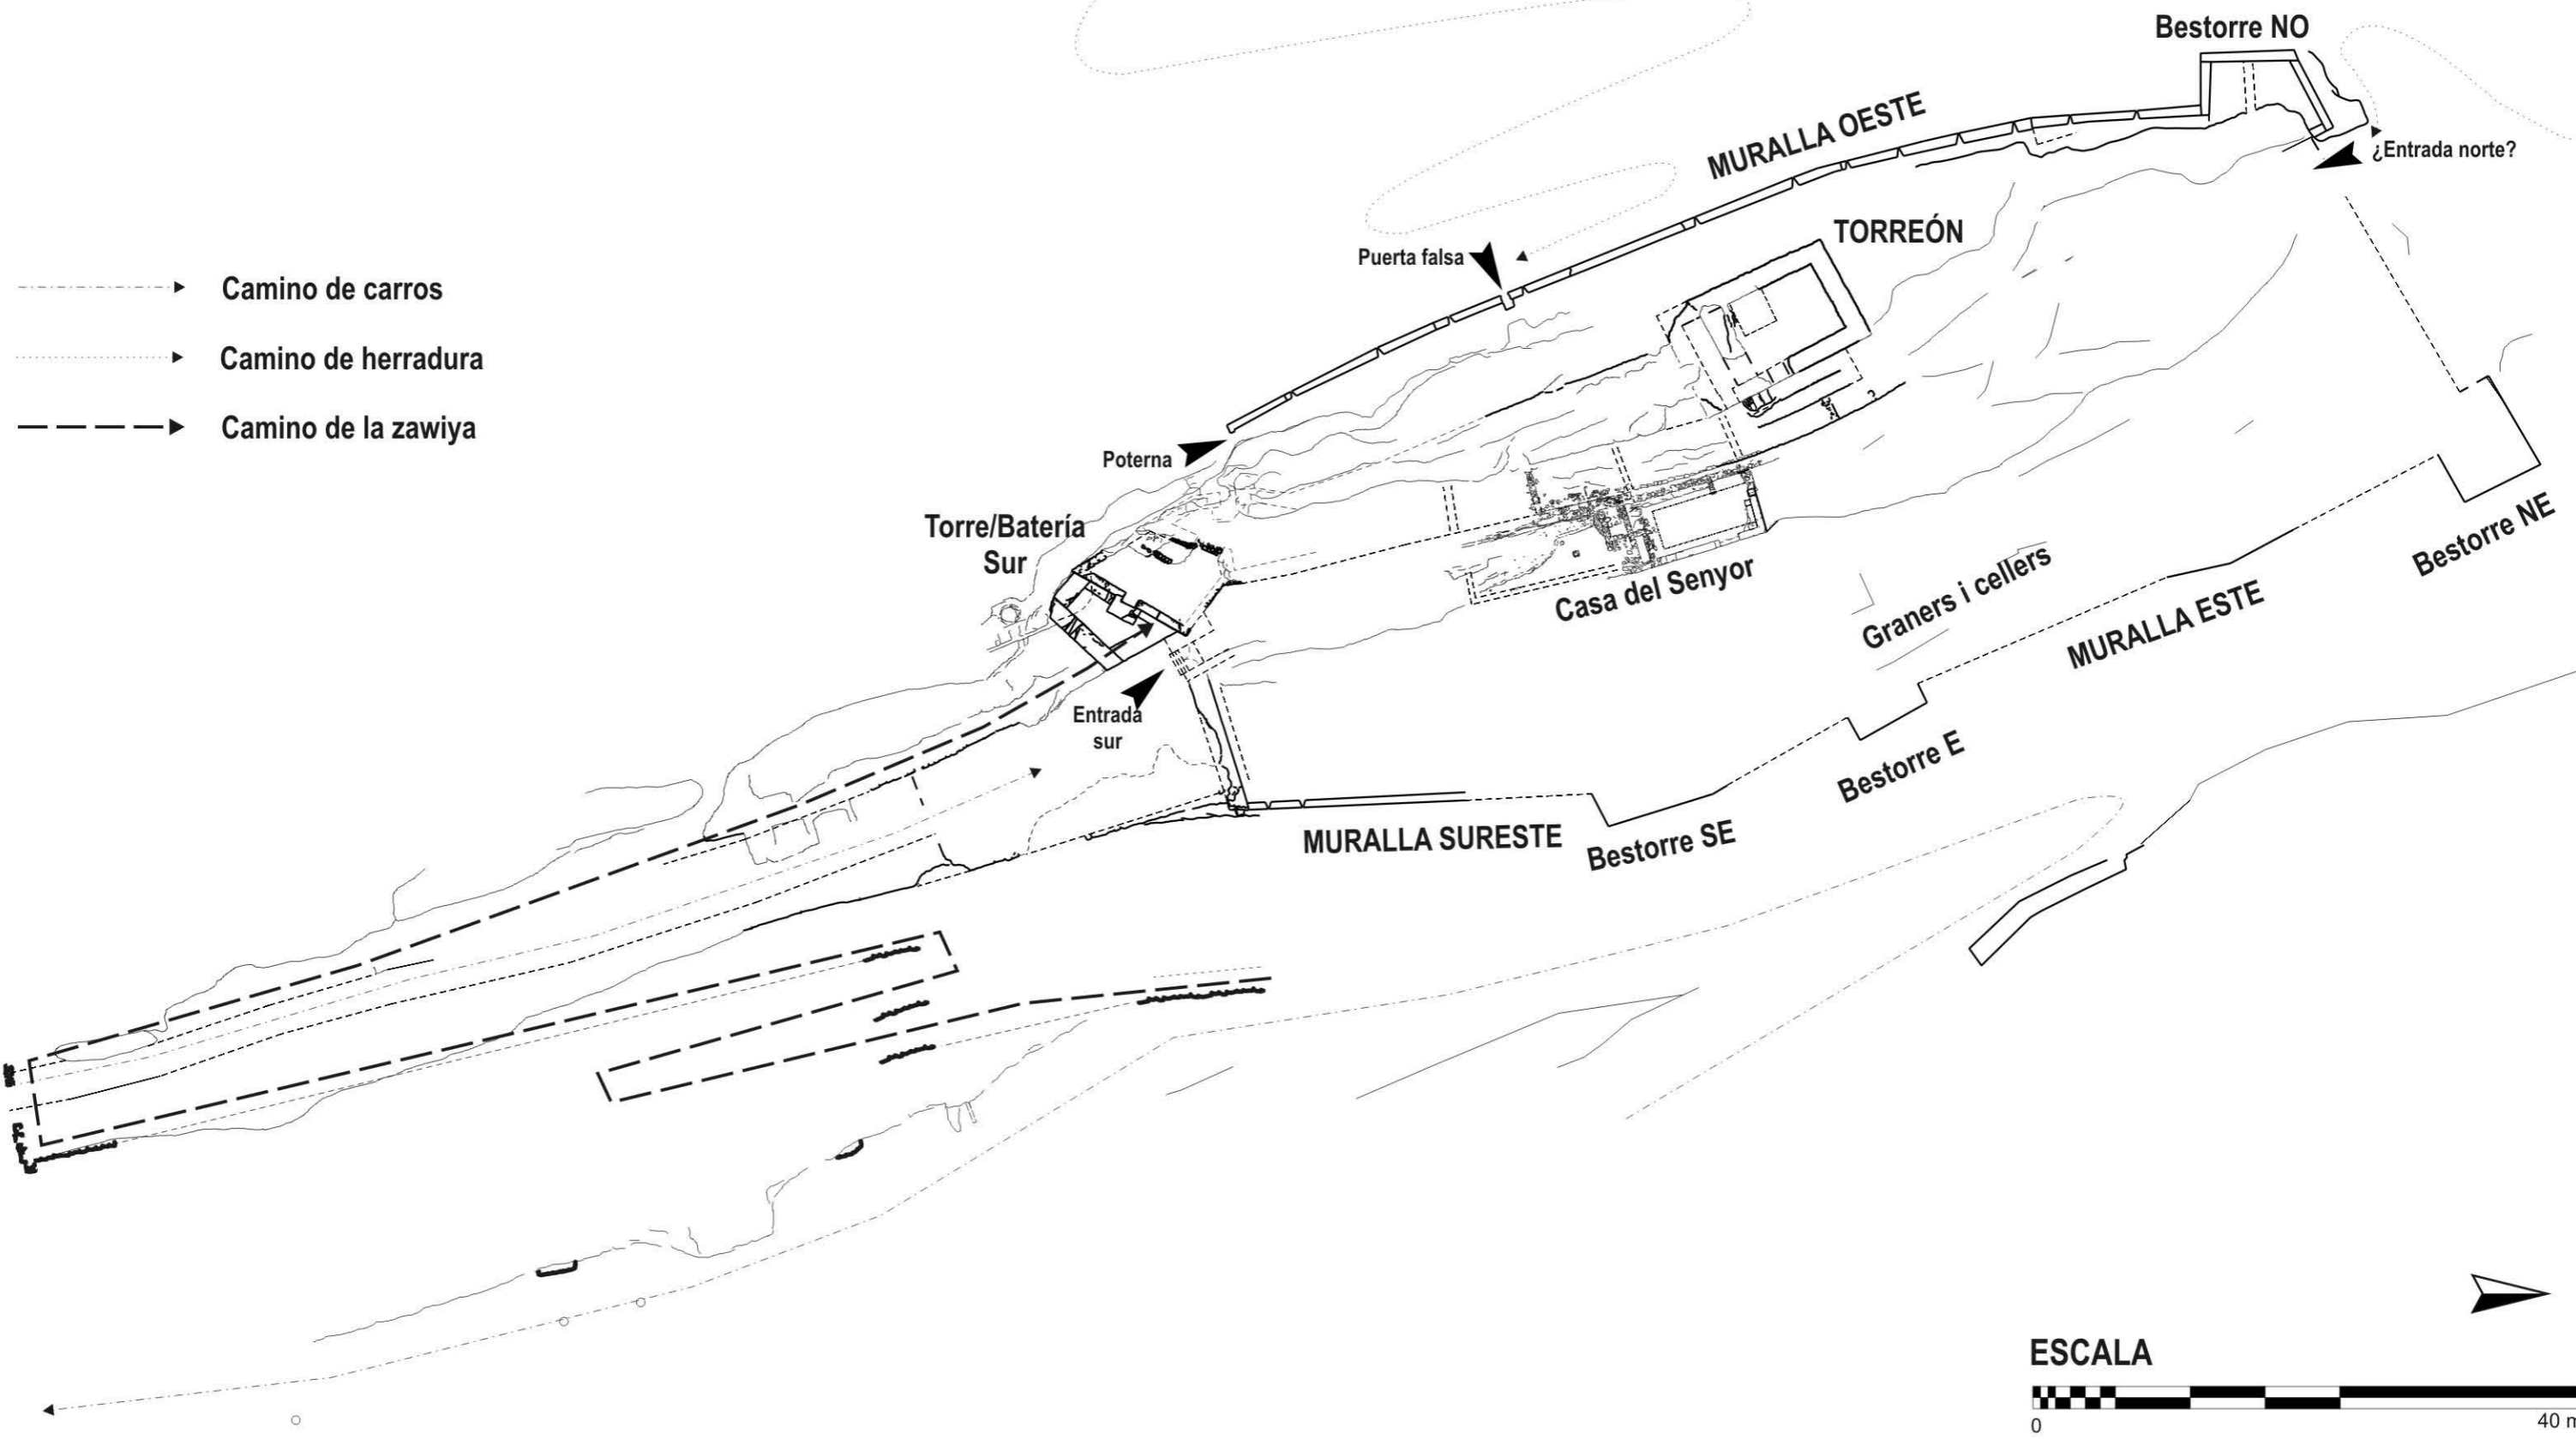 Bestorre NO
MURALLA OESTE
¿Entrada norte?
TORREÓN
Puerta falsa
Camino de carros
Camino de herradura
Camino de la zawiya
Poterna
Torre/Batería
Sur
Casa del Senyor
Graners i cellers
Bestorre NE
MURALLA ESTE
Entrada
sur
Bestorre E
MURALLA SURESTE
Bestorre SE
ESCALA
0
40 m